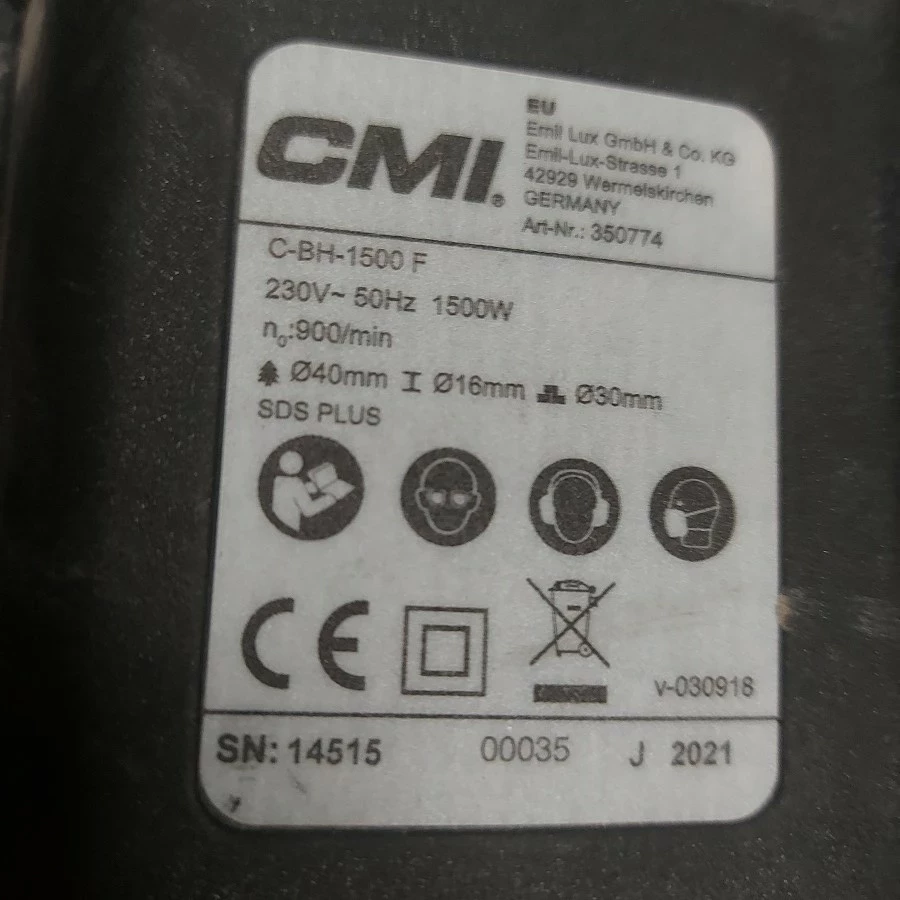 CMI®
EU
Emil Lux GmbH & Co. KG
Emil-Lux-Strasse 1
42929 Wermelskirchen
GERMANY
Art-Nr.: 350774
C-BH-1500 F
230V~ 50Hz 1500W
n0:900/min
Ø40mm Ø16mm Ø30mm
SDS PLUS
CE
v-030918
SN: 14515 00035 J 2021